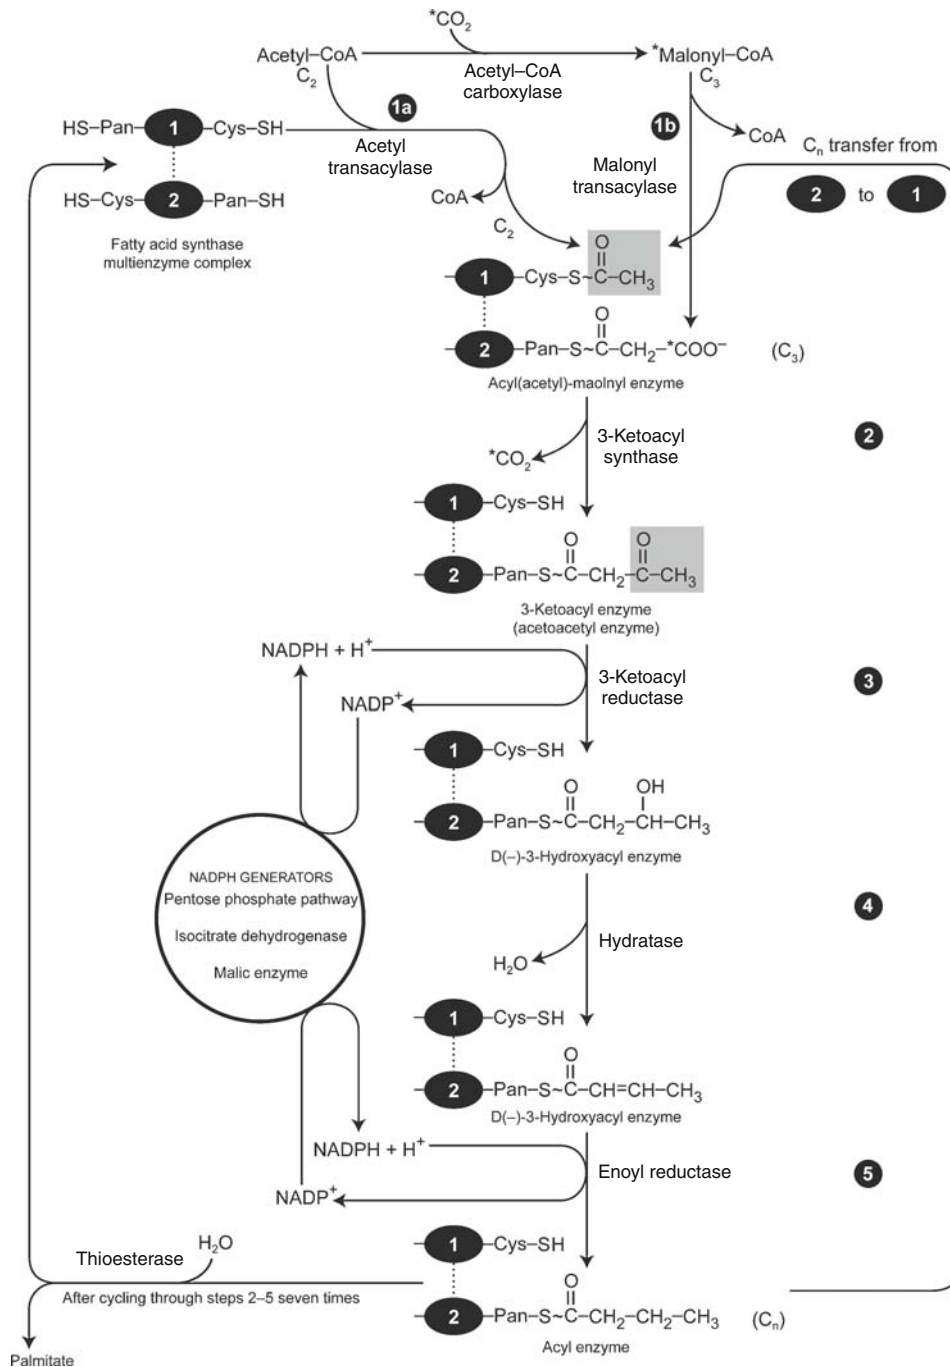 *CO2
Acetyl–CoA
C2
Acetyl–CoA
carboxylase
*Malonyl–CoA
C3
HS–Pan–1–Cys–SH
1a
Acetyl
transacylase
1b
Malonyl
transacylase
CoA
Cn transfer from
2 to 1
HS–Cys–2–Pan–SH
CoA
C2
Fatty acid synthase
multienzyme complex
O
1–Cys–S~C–CH3
O
2–Pan–S~C–CH2–*COO–
(C3)
Acyl(acetyl)-maolnyl enzyme
3-Ketoacyl
synthase
2
*CO2
1–Cys–SH
O O
2–Pan–S~C–CH2–C–CH3
3-Ketoacyl enzyme
(acetoacetyl enzyme)
NADPH + H+
3-Ketoacyl
reductase
3
NADP+
1–Cys–SH
O OH
2–Pan–S~C–CH2–CH–CH3
D(–)-3-Hydroxyacyl enzyme
NADPH GENERATORS
Pentose phosphate pathway
Isocitrate dehydrogenase
Malic enzyme
4
Hydratase
H2O
1–Cys–SH
O
2–Pan–S~C–CH=CH–CH3
D(–)-3-Hydroxyacyl enzyme
NADPH + H+
Enoyl reductase
5
NADP+
1–Cys–SH
H2O
Thioesterase
After cycling through steps 2–5 seven times
O
2–Pan–S~C–CH2–CH2–CH3
(Cn)
Acyl enzyme
Palmitate